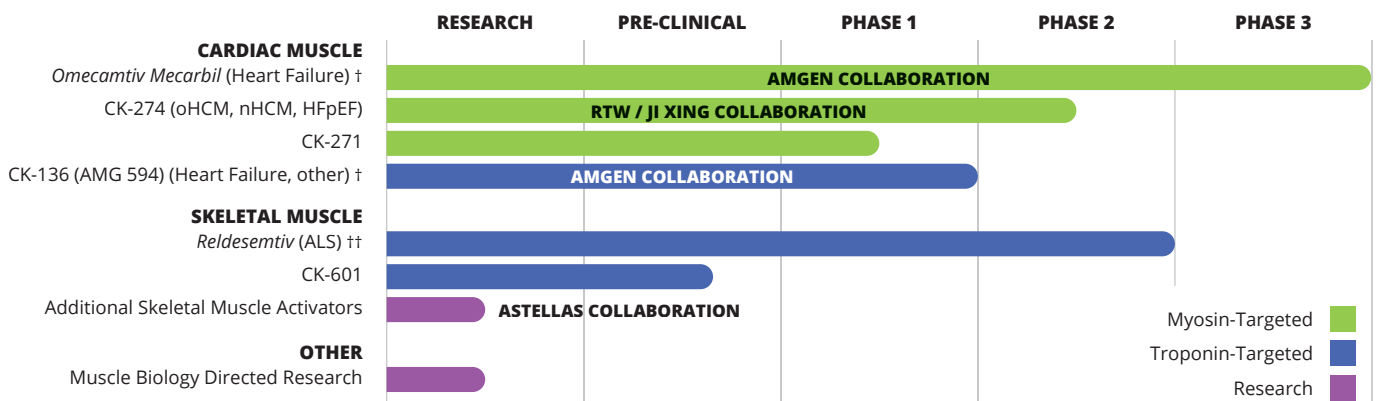 RESEARCH PRE-CLINICAL PHASE 1 PHASE 2 PHASE 3
CARDIAC MUSCLE
Omecamtiv Mecarbil (Heart Failure) † AMGEN COLLABORATION
CK-274 (oHCM, nHCM, HFpEF) RTW / JI XING COLLABORATION
CK-271
CK-136 (AMG 594) (Heart Failure, other) † AMGEN COLLABORATION
SKELETAL MUSCLE
Reldesemtiv (ALS) ††
CK-601
Additional Skeletal Muscle Activators ASTELLAS COLLABORATION
OTHER
Muscle Biology Directed Research
Myosin-Targeted
Troponin-Targeted
Research